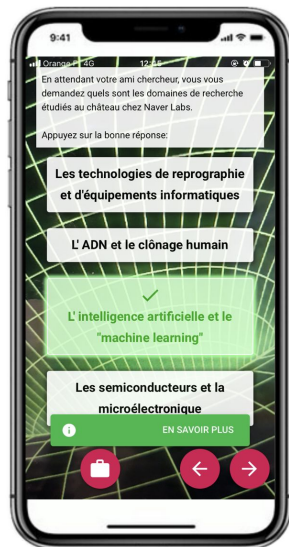 9:41
Orange F 4G 12:45
En attendant votre ami chercheur, vous vous
demandez quels sont les domaines de recherche
étudiés au château chez Naver Labs.
Appuyez sur la bonne réponse:
Les technologies de reprographie
et d'équipements informatiques
L' ADN et le clônage humain
L' intelligence artificielle et le
"machine learning"
Les semiconducteurs et la
microélectronique
EN SAVOIR PLUS